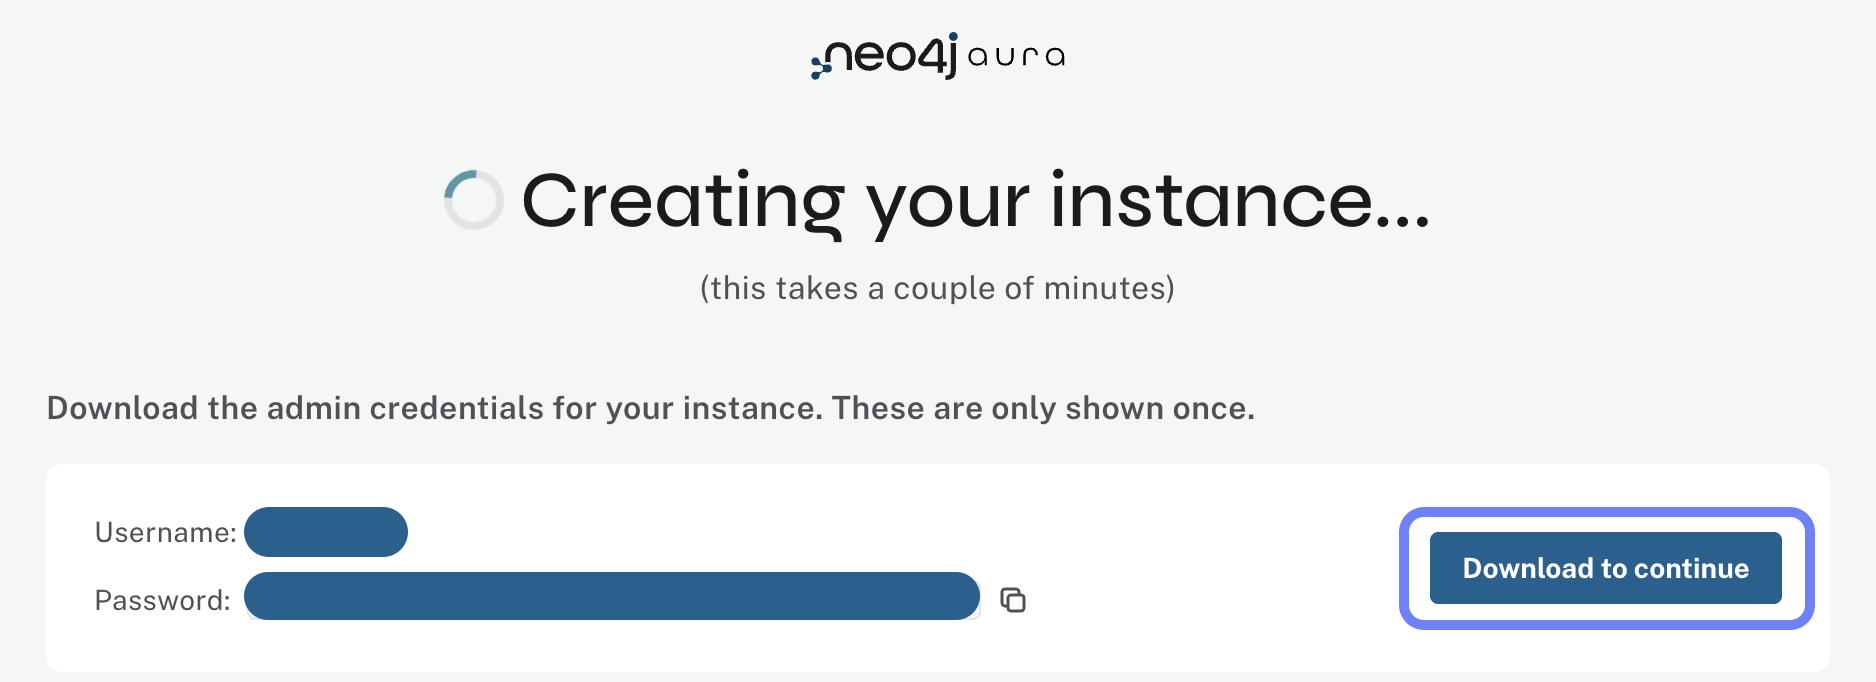 neo4j aura
Creating your instance...
(this takes a couple of minutes)
Download the admin credentials for your instance. These are only shown once.
Username:
Password:
Download to continue